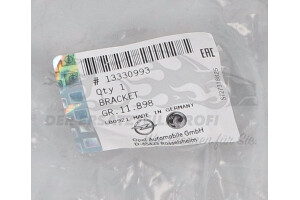 # 13330993
Qty 1
BRACKET
GR.11.898
MADE IN GERMANY
Opel Automobile GmbH
D-65423 Rüsselsheim
EAC